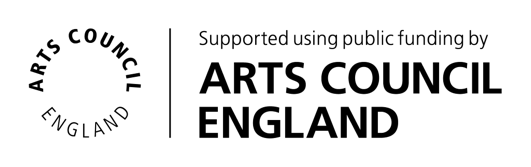 ARTS COUNCIL
ENGLAND
Supported using public funding by
ARTS COUNCIL
ENGLAND